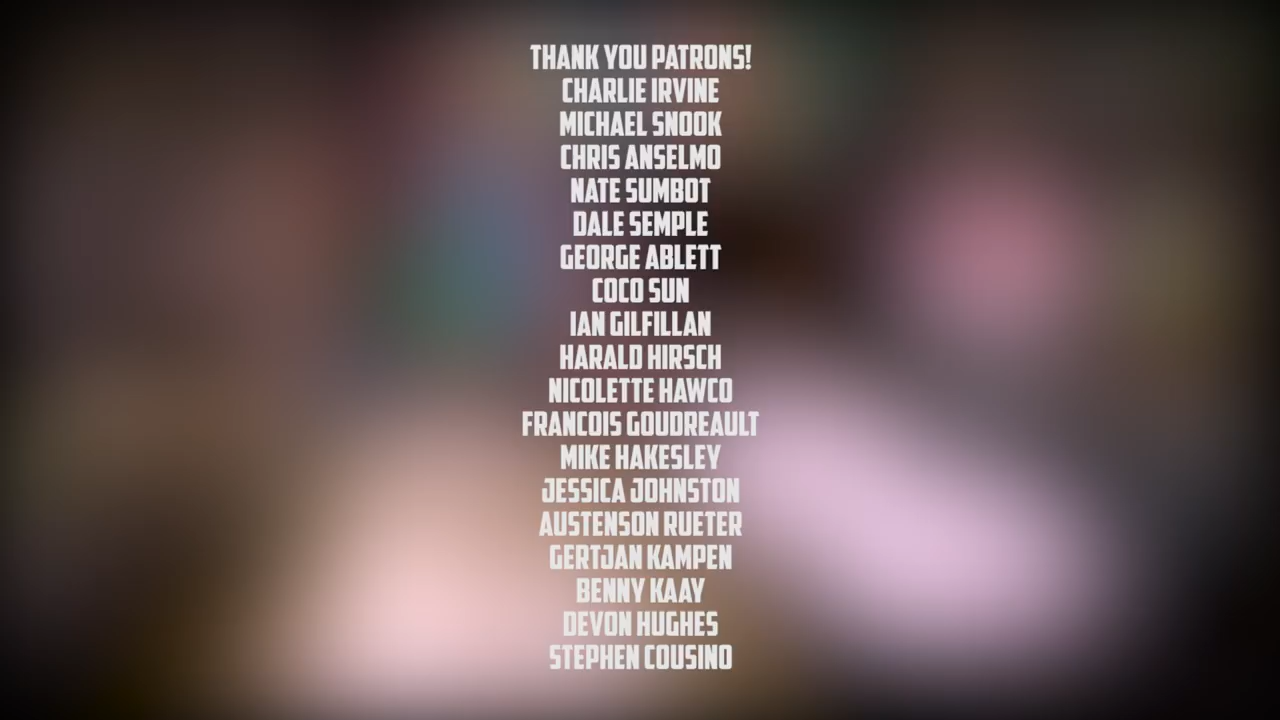 THANK YOU PATRONS!
CHARLIE IRVINE
MICHAEL SNOOK
CHRIS ANSELMO
NATE SUMBOT
DALE SEMPLE
GEORGE ABLETT
COCO SUN
IAN GILFILLAN
HARALD HIRSCH
NICOLETTE HAWCO
FRANCOIS GOUDREAULT
MIKE HAKESLEY
JESSICA JOHNSTON
AUSTENSON RUETER
GERTJAN KAMPEN
BENNY KAAY
DEVON HUGHES
STEPHEN COUSINO